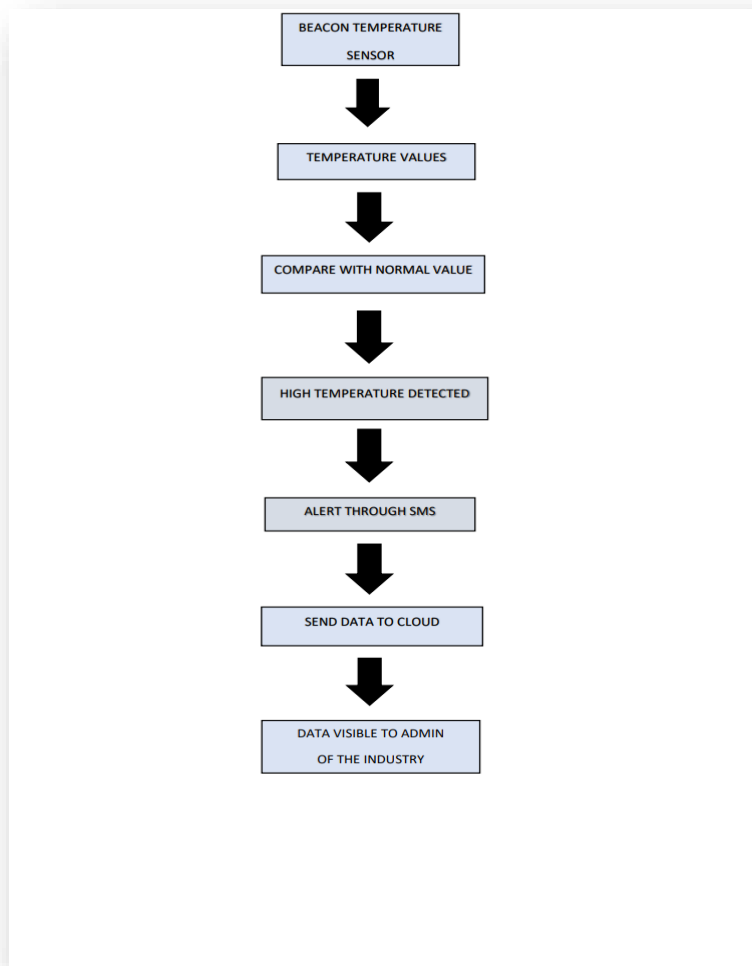 BEACON TEMPERATURE
SENSOR
TEMPERATURE VALUES
COMPARE WITH NORMAL VALUE
HIGH TEMPERATURE DETECTED
ALERT THROUGH SMS
SEND DATA TO CLOUD
DATA VISIBLE TO ADMIN
OF THE INDUSTRY